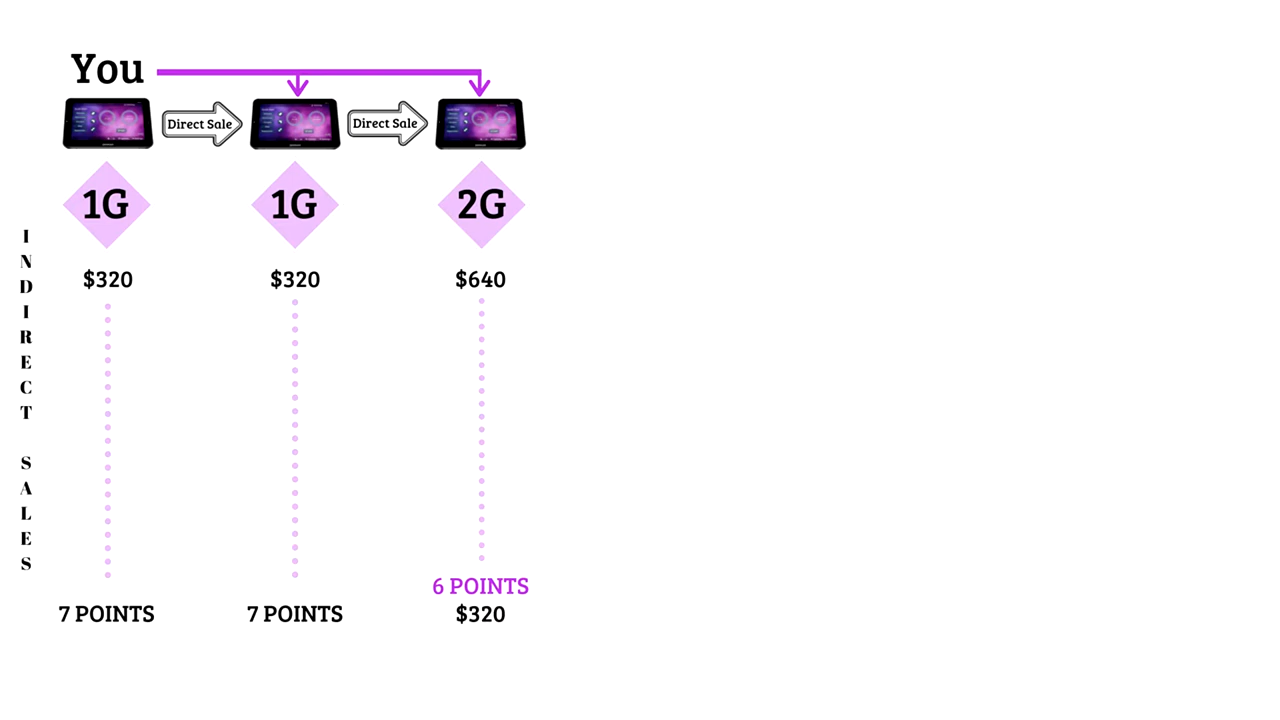 You
Direct Sale
Direct Sale
1G
1G
2G
$320
$320
$640
INDIRECT SALES
6 POINTS
7 POINTS
7 POINTS
$320